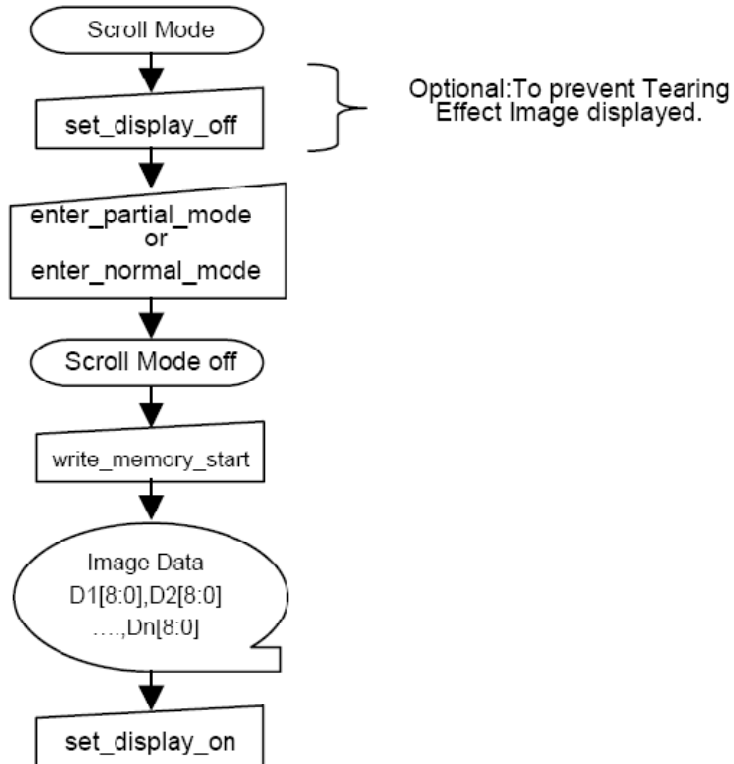 Scroll Mode
set_display_off
Optional:To prevent Tearing
Effect Image displayed.
enter_partial_mode
or
enter_normal_mode
Scroll Mode off
write_memory_start
Image Data
D1[8:0],D2[8:0]
....,Dn[8:0]
set_display_on